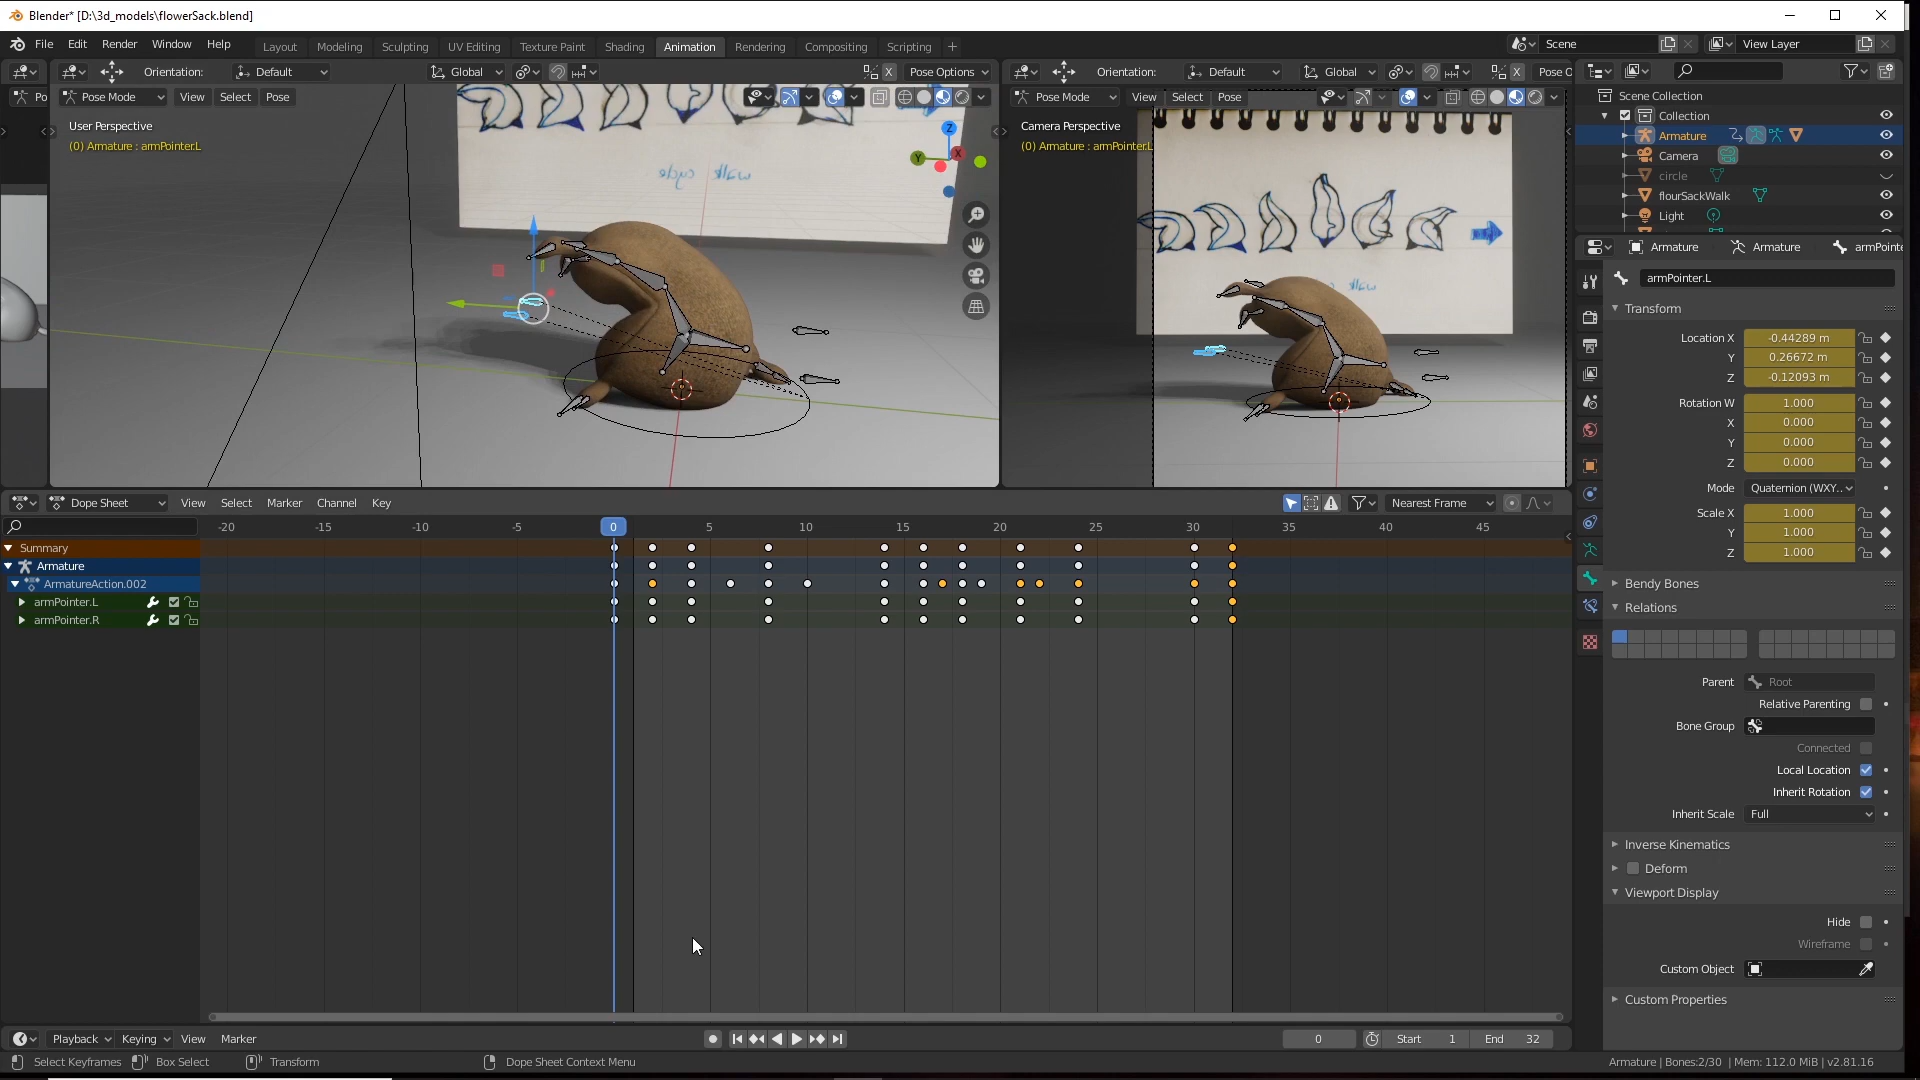 Blender* [D:\3d_models\flowerSack.blend]
File Edit Render Window Help
Layout Modeling Sculpting UV Editing Texture Paint Shading Animation Rendering Compositing Scripting +
Scene
View Layer
Orientation: Default Global X Pose Options
Orientation: Default Global X Pose O
Po
Pose Mode View Select Pose
Pose Mode View Select Pose
User Perspective
(0) Armature : armPointer.L
Z
X
Y
walk cycle
Camera Perspective
(0) Armature : armPointer.L
Scene Collection
Collection
Armature
Camera
circle
flourSackWalk
Light
Armature Armature armPointe
armPointer.L
Transform
Location X -0.44289 m
Y 0.26672 m
Z -0.12093 m
Rotation W 1.000
X 0.000
Y 0.000
Z 0.000
Mode Quaternion (WXY..
Scale X 1.000
Y 1.000
Z 1.000
Bendy Bones
Relations
Parent Root
Relative Parenting
Bone Group
Connected
Local Location
Inherit Rotation
Inherit Scale Full
Inverse Kinematics
Deform
Viewport Display
Hide
Wireframe
Custom Object
Custom Properties
Dope Sheet View Select Marker Channel Key Nearest Frame
-20 -15 -10 -5 0 5 10 15 20 25 30 35 40 45
Summary
Armature
ArmatureAction.002
armPointer.L
armPointer.R
Playback Keying View Marker 0 Start 1 End 32
Select Keyframes Box Select Transform Dope Sheet Context Menu Armature | Bones:2/30 | Mem: 112.0 MiB | v2.81.16